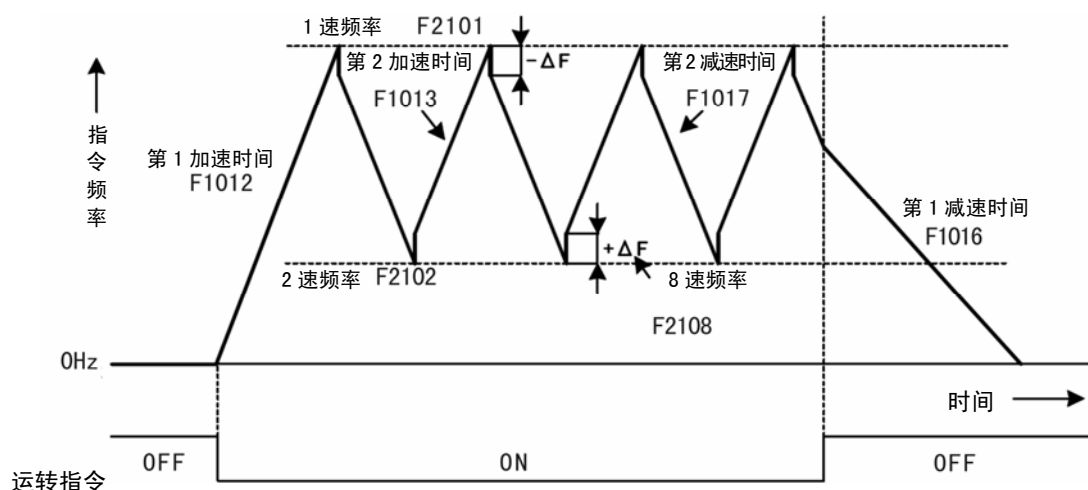 1 速频率 F2101
第 2 加速时间
F1013
-ΔF
第2 减速时间
F1017
指令频率
第 1 加速时间
F1012
第 1 减速时间
F1016
+ΔF
2 速频率 F2102
8 速频率
F2108
0Hz
时间
OFF ON OFF
运转指令